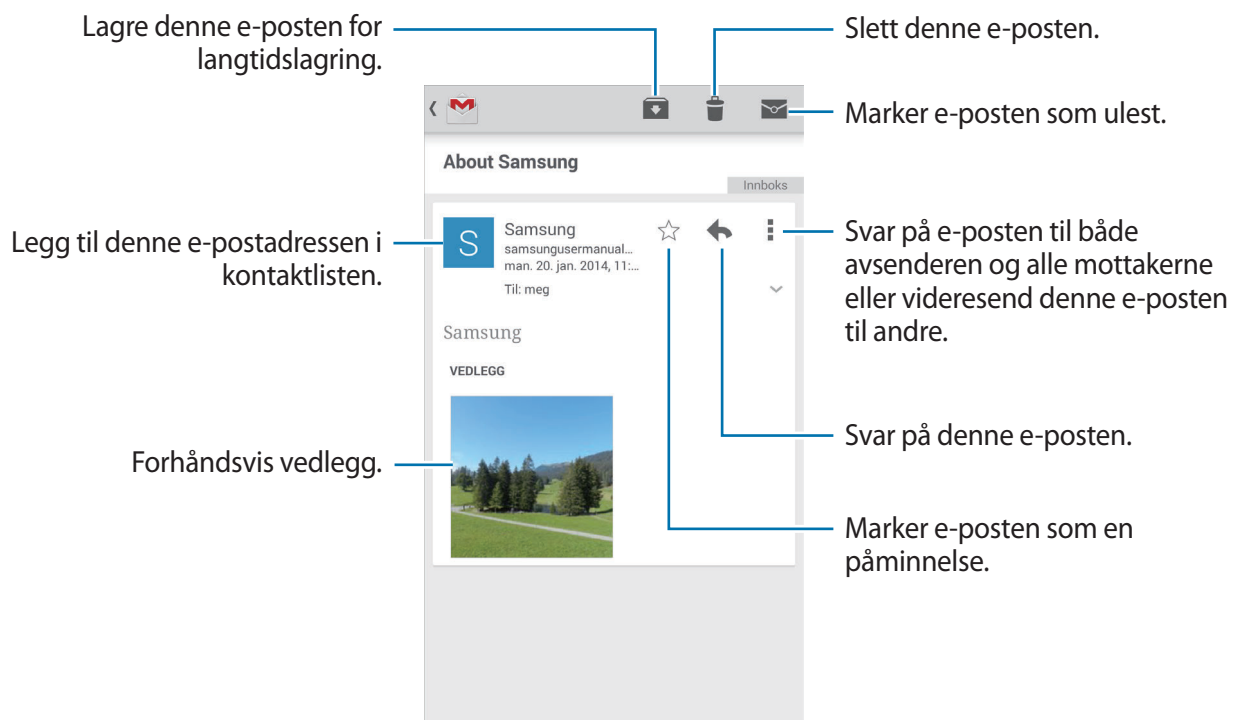 Lagre denne e-posten for
langtidslagring.
Slett denne e-posten.
Marker e-posten som ulest.
About Samsung
Innboks
Legg til denne e-postadressen i
kontaktlisten.
S
Samsung
samsungusermanual...
man. 20. jan. 2014, 11:...
Til: meg
Svar på e-posten til både
avsenderen og alle mottakerne
eller videresend denne e-posten
til andre.
Samsung
VEDLEGG
Forhåndsvis vedlegg.
Svar på denne e-posten.
Marker e-posten som en
påminnelse.